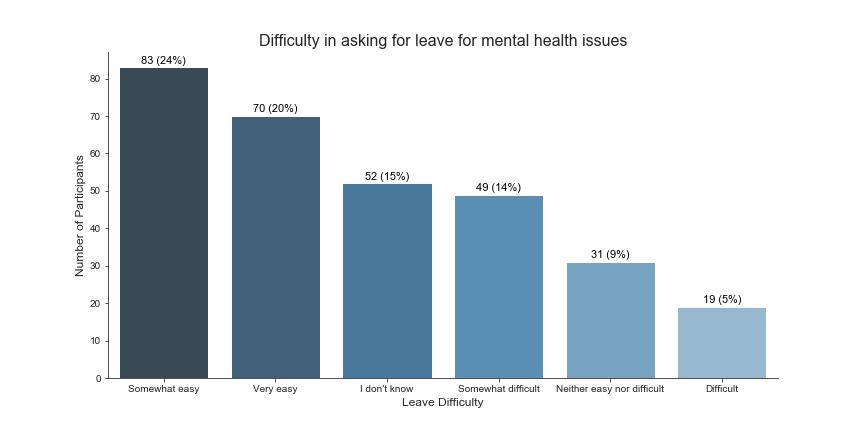 Difficulty in asking for leave for mental health issues
83 (24%)
70 (20%)
52 (15%)
49 (14%)
31 (9%)
19 (5%)
Number of Participants
80
70
60
50
40
30
20
10
0
Somewhat easy
Very easy
I don't know
Somewhat difficult
Neither easy nor difficult
Difficult
Leave Difficulty